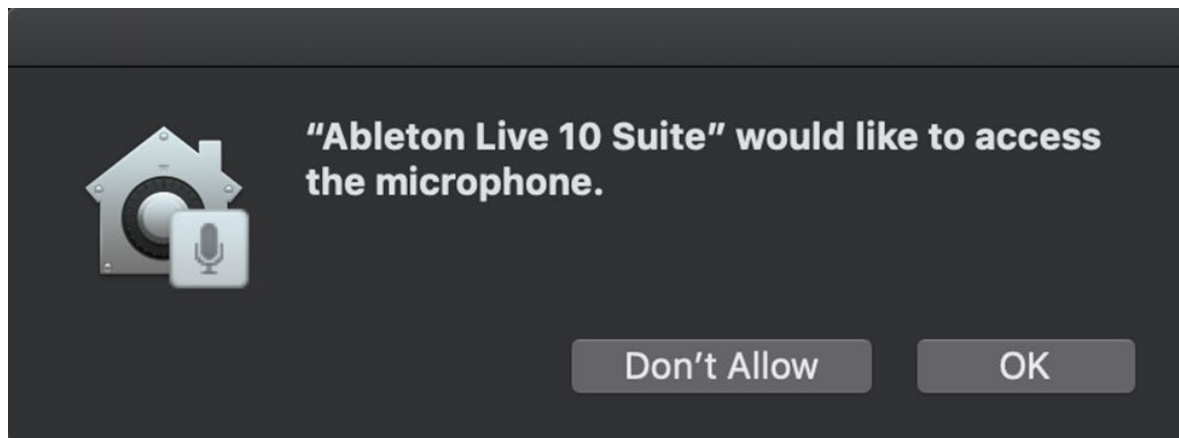 “Ableton Live 10 Suite” would like to access
the microphone.
Don’t Allow
OK